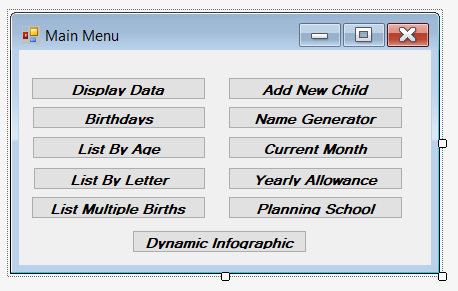 Main Menu
Display Data
Add New Child
Birthdays
Name Generator
List By Age
Current Month
List By Letter
Yearly Allowance
List Multiple Births
Planning School
Dynamic Infographic